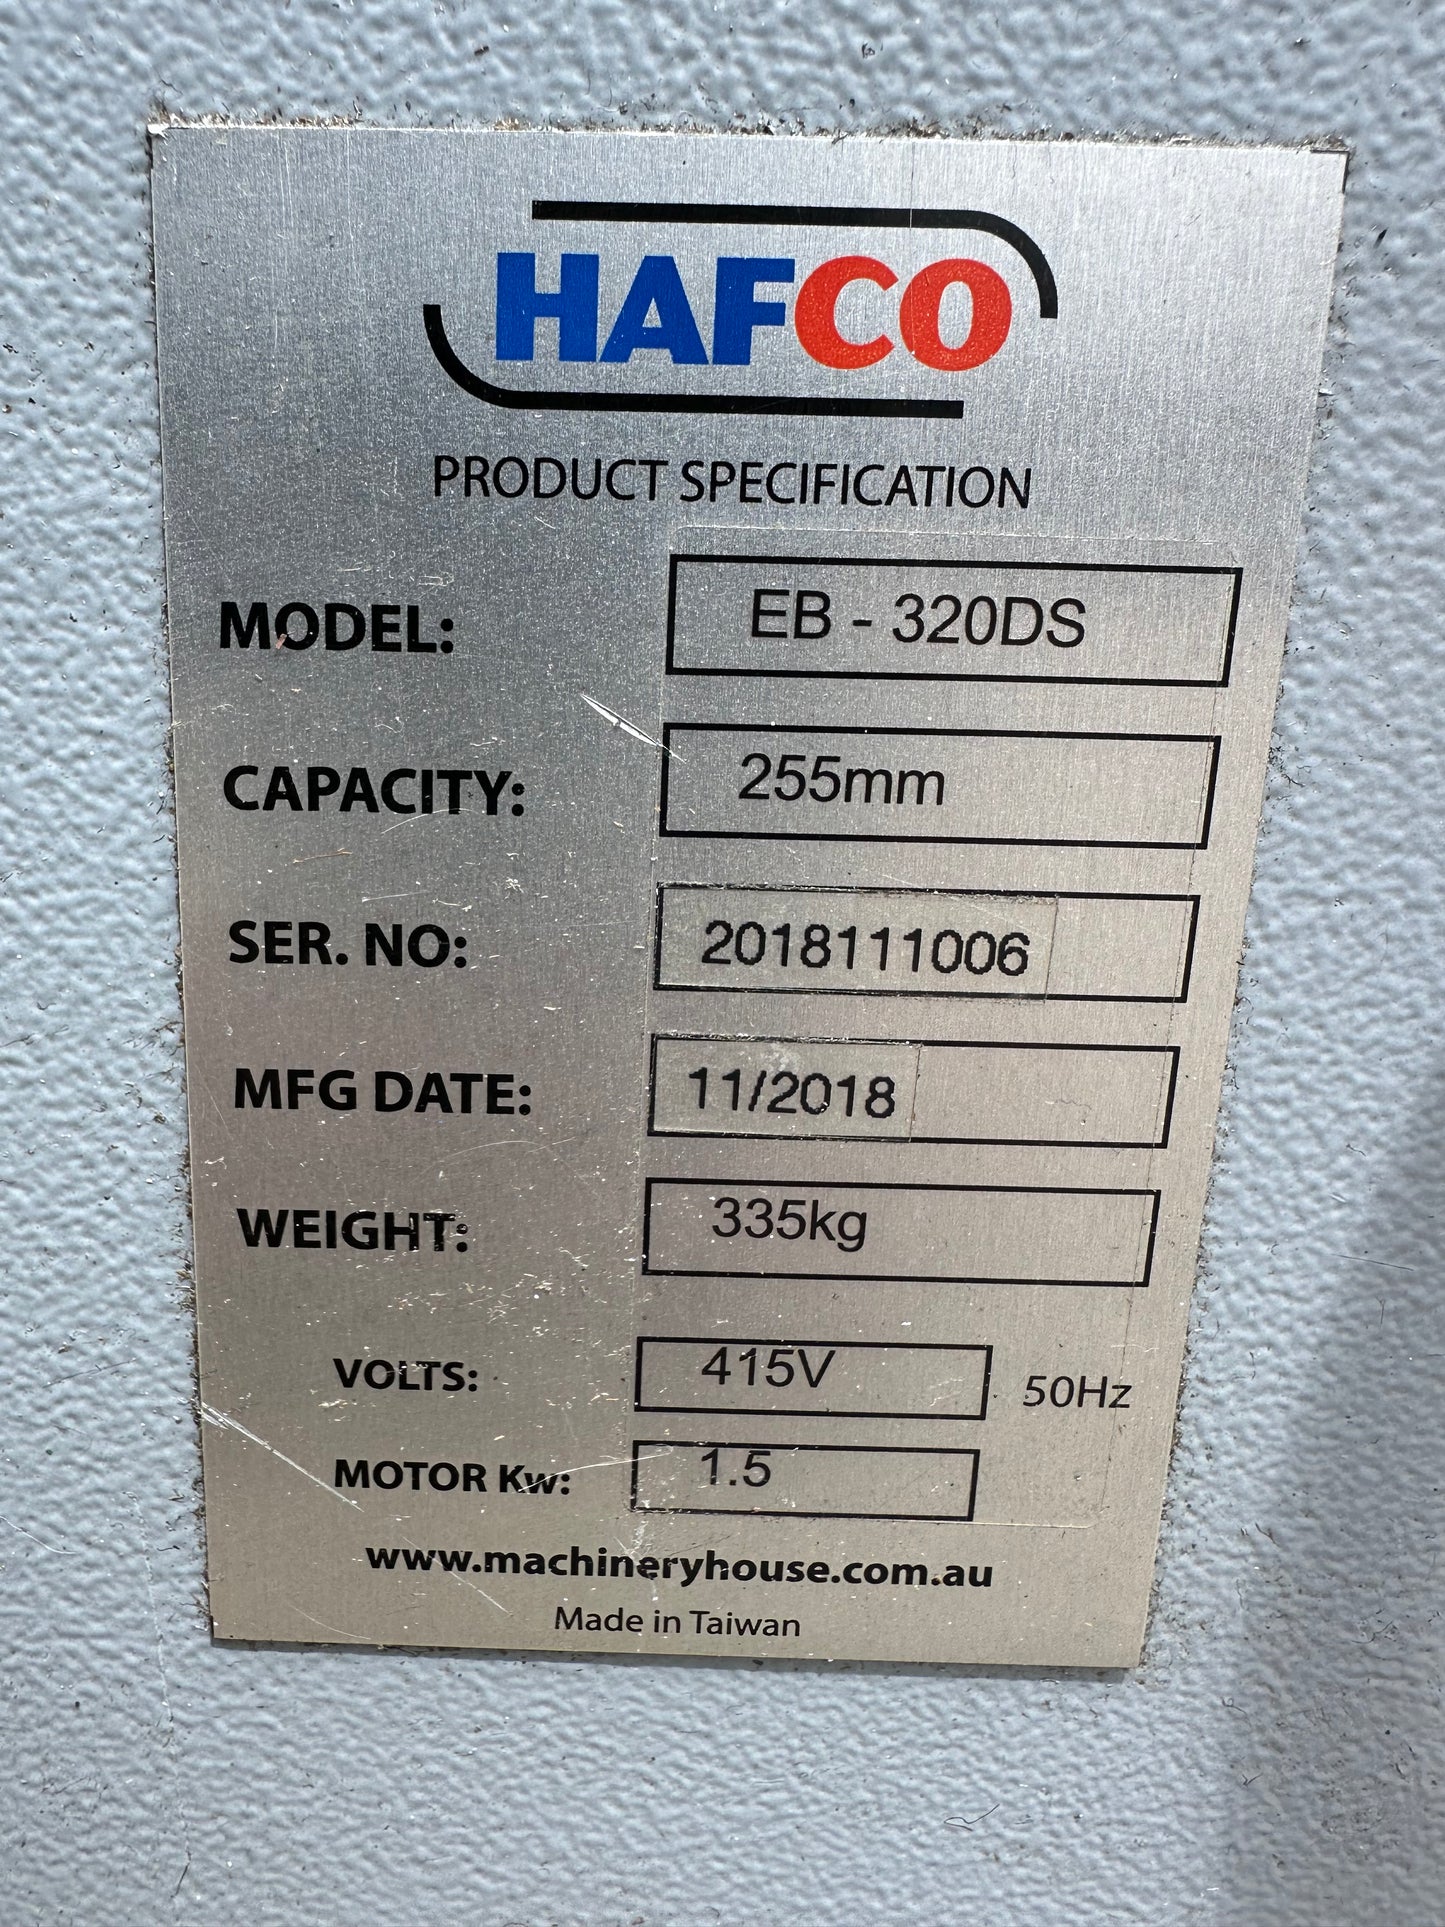 HAFCO
PRODUCT SPECIFICATION
MODEL: EB - 320DS
CAPACITY: 255mm
SER. NO: 2018111006
MFG DATE: 11/2018
WEIGHT: 335kg
VOLTS: 415V 50Hz
MOTOR Kw: 1.5
www.machineryhouse.com.au
Made in Taiwan